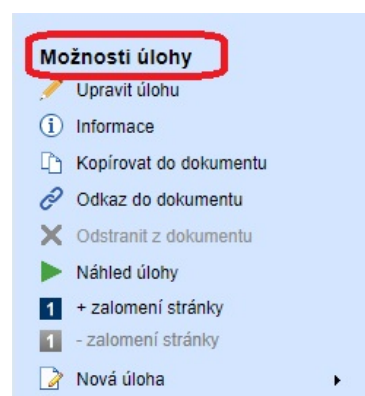 Možnosti úlohy
Upravit úlohu
Informace
Kopírovat do dokumentu
Odkaz do dokumentu
Odstranit z dokumentu
Náhled úlohy
1 + zalomení stránky
1 - zalomení stránky
Nová úloha